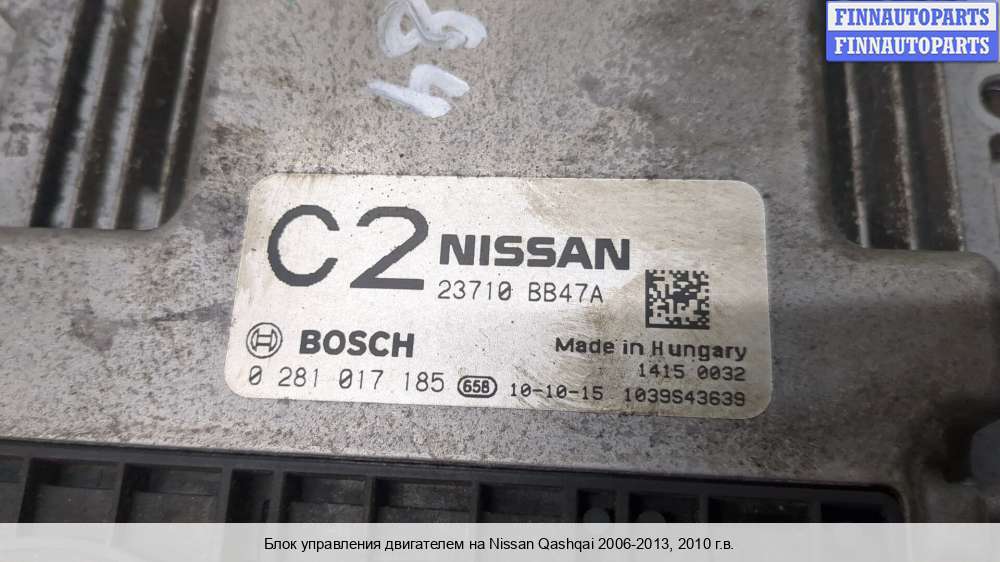 FINNAUTOPARTS
FINNAUTOPARTS
C2 NISSAN
23710 BB47A
BOSCH
Made in Hungary
0 281 017 185 658 10-10-15
1415 0032
1039S43639
Блок управления двигателем на Nissan Qashqai 2006-2013, 2010 г.в.